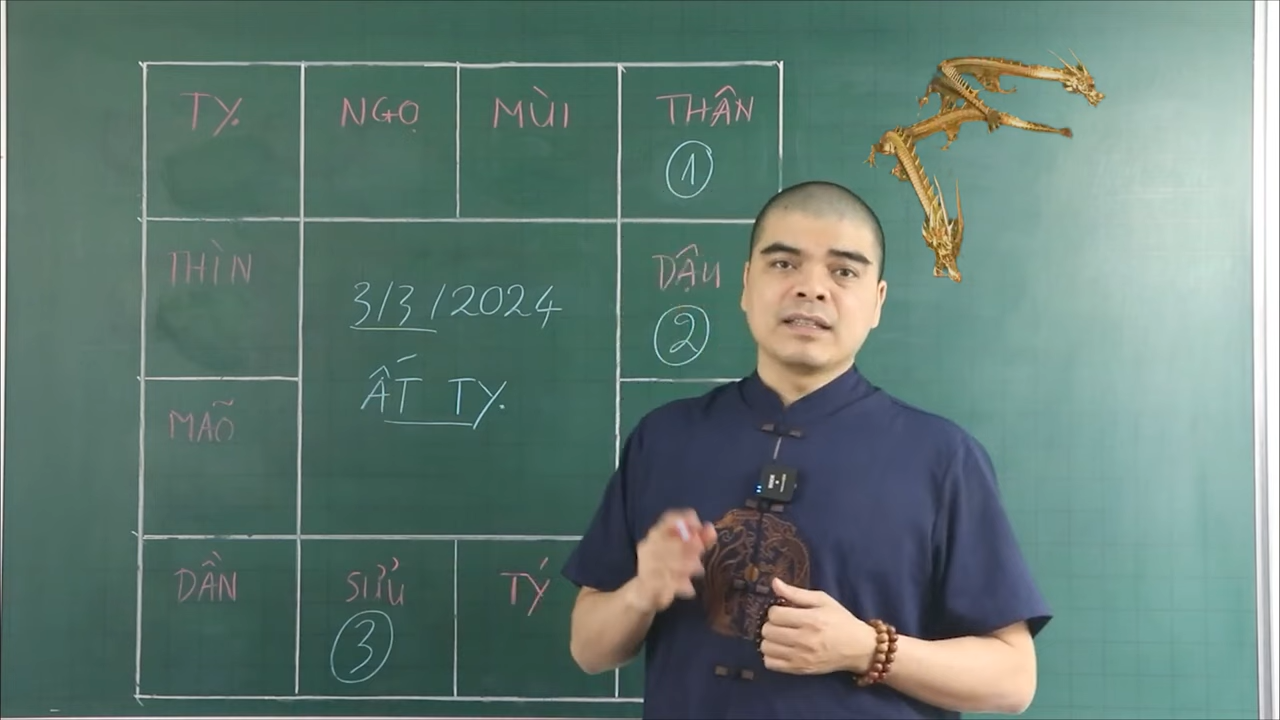 TỴ
NGỌ
MÙI
THÂN
1
THÌN
3/3/2024
DẬU
2
ẤT TỴ
MÃO
DẦN
SỬU
TÝ
3